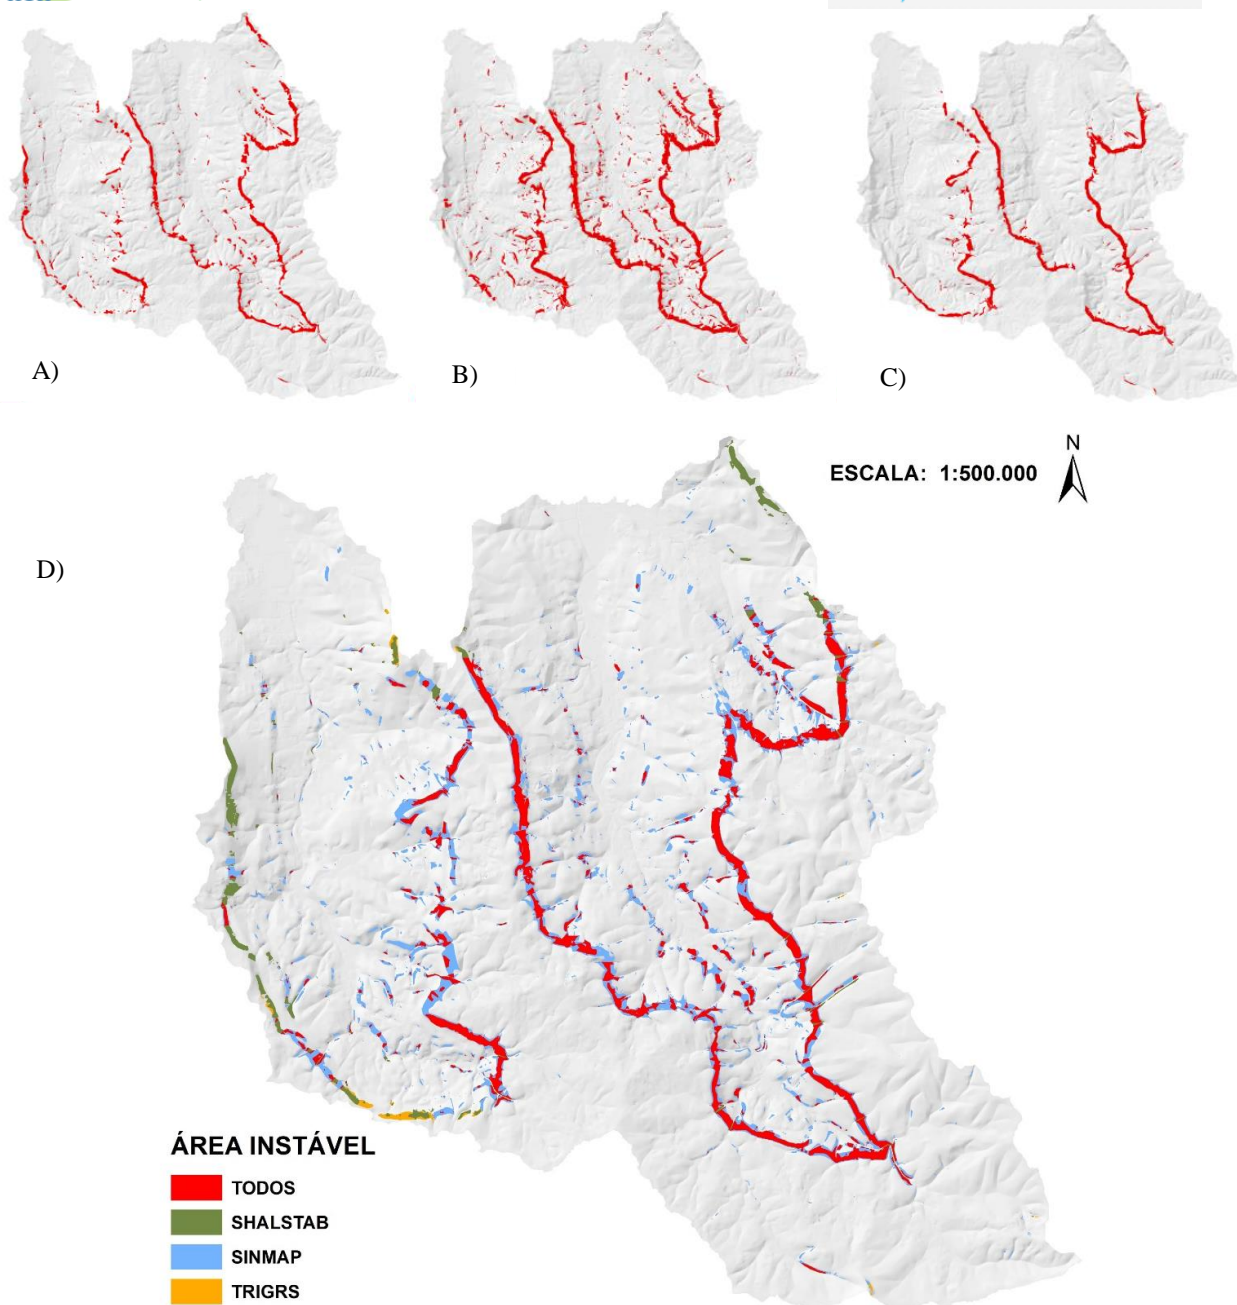 A)
B)
C)
ESCALA: 1:500.000
N
D)
ÁREA INSTÁVEL
TODOS
SHALSTAB
SINMAP
TRIGRS